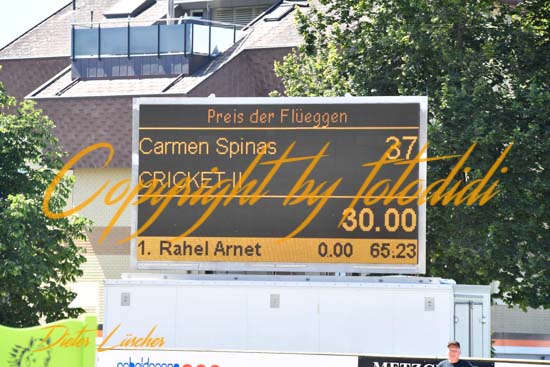 Preis der Flüeggen
Carmen Spinas 37
CRICKET II
30.00
1. Rahel Arnet 0.00 65.23
Copyright by fotodidi
Dieter Lüscher